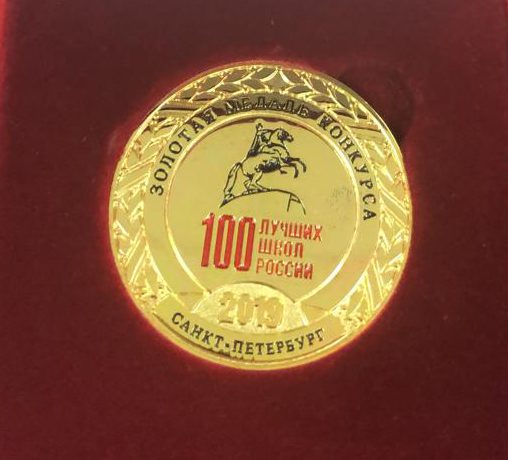 ЗОЛОТАЯ МЕДАЛЬ КОНКУРСА
100 ЛУЧШИХ
ШКОЛ
РОССИИ
2019
САНКТ-ПЕТЕРБУРГ